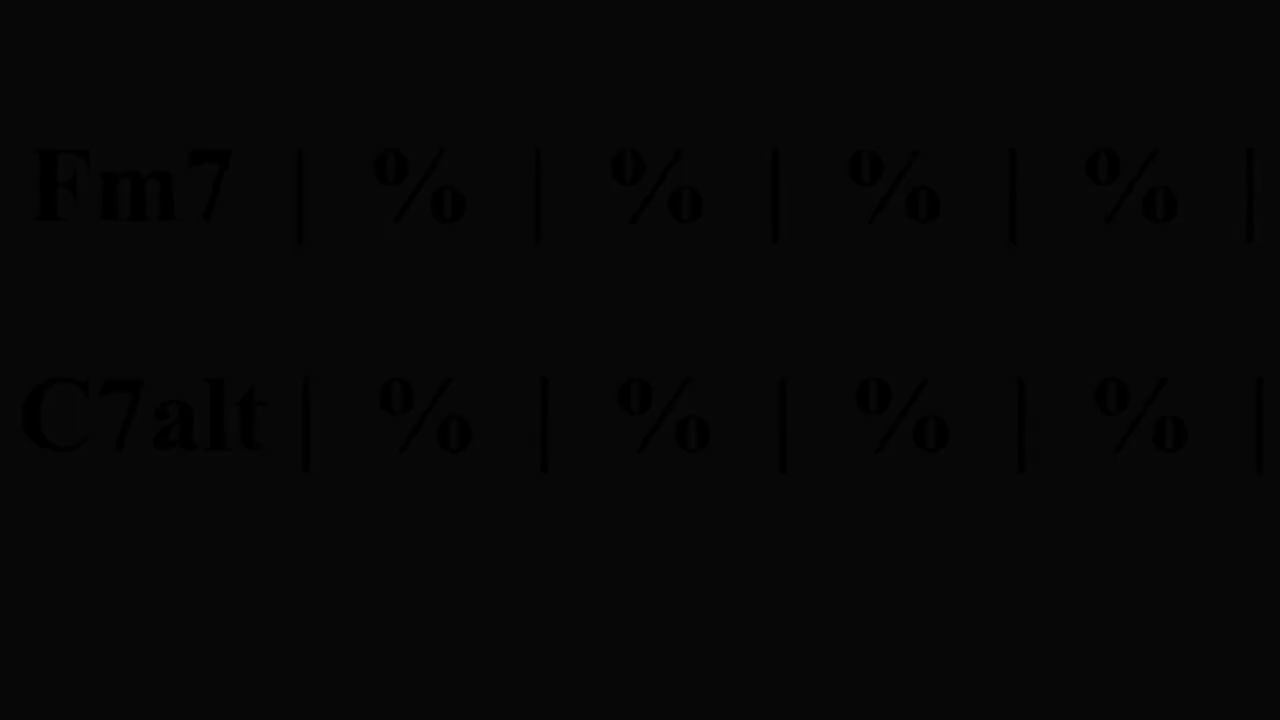 Fm7 | % | % | % | % |
C7alt | % | % | % | % |